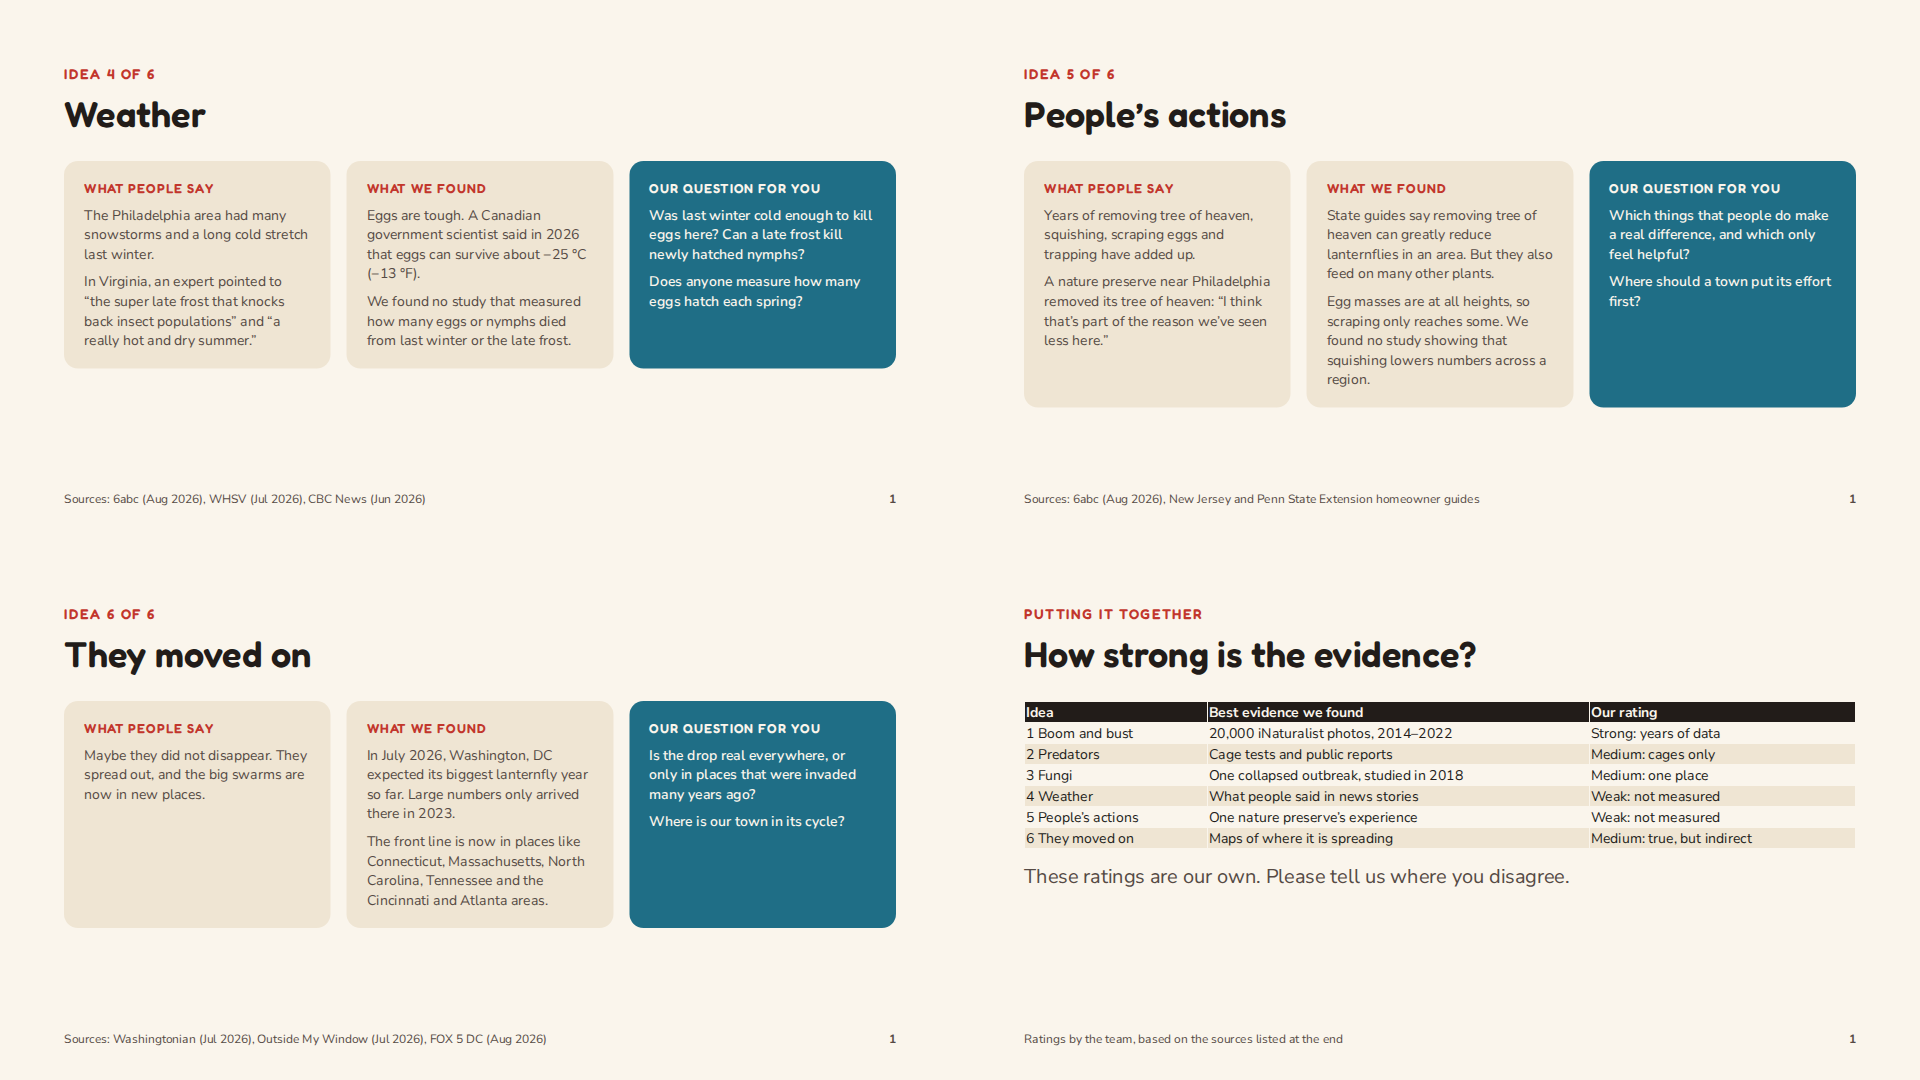 IDEA 4 OF 6
Weather
WHAT PEOPLE SAY
The Philadelphia area had many
snowstorms and a long cold stretch
last winter.
In Virginia, an expert pointed to
“the super late frost that knocks
back insect populations” and “a
really hot and dry summer.”
WHAT WE FOUND
Eggs are tough. A Canadian
government scientist said in 2026
that eggs can survive about −25 °C
(−13 °F).
We found no study that measured
how many eggs or nymphs died
from last winter or the late frost.
OUR QUESTION FOR YOU
Was last winter cold enough to kill
eggs here? Can a late frost kill
newly hatched nymphs?
Does anyone measure how many
eggs hatch each spring?
Sources: 6abc (Aug 2026), WHSV (Jul 2026), CBC News (Jun 2026)
1
IDEA 5 OF 6
People’s actions
WHAT PEOPLE SAY
Years of removing tree of heaven,
squishing, scraping eggs and
trapping have added up.
A nature preserve near Philadelphia
removed its tree of heaven: “I think
that’s part of the reason we’ve seen
less here.”
WHAT WE FOUND
State guides say removing tree of
heaven can greatly reduce
lanternflies in an area. But they also
feed on many other plants.
Egg masses are at all heights, so
scraping only reaches some. We
found no study showing that
squishing lowers numbers across a
region.
OUR QUESTION FOR YOU
Which things that people do make
a real difference, and which only
feel helpful?
Where should a town put its effort
first?
Sources: 6abc (Aug 2026), New Jersey and Penn State Extension homeowner guides
1
IDEA 6 OF 6
They moved on
WHAT PEOPLE SAY
Maybe they did not disappear. They
spread out, and the big swarms are
now in new places.
WHAT WE FOUND
In July 2026, Washington, DC
expected its biggest lanternfly year
so far. Large numbers only arrived
there in 2023.
The front line is now in places like
Connecticut, Massachusetts, North
Carolina, Tennessee and the
Cincinnati and Atlanta areas.
OUR QUESTION FOR YOU
Is the drop real everywhere, or
only in places that were invaded
many years ago?
Where is our town in its cycle?
Sources: Washingtonian (Jul 2026), Outside My Window (Jul 2026), FOX 5 DC (Aug 2026)
1
PUTTING IT TOGETHER
How strong is the evidence?
Idea Best evidence we found Our rating
1 Boom and bust 20,000 iNaturalist photos, 2014–2022 Strong: years of data
2 Predators Cage tests and public reports Medium: cages only
3 Fungi One collapsed outbreak, studied in 2018 Medium: one place
4 Weather What people said in news stories Weak: not measured
5 People’s actions One nature preserve’s experience Weak: not measured
6 They moved on Maps of where it is spreading Medium: true, but indirect
These ratings are our own. Please tell us where you disagree.
Ratings by the team, based on the sources listed at the end
1